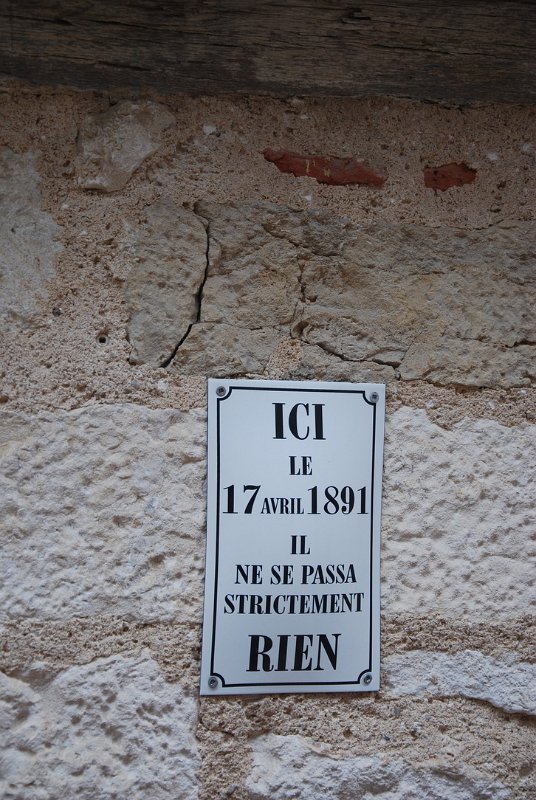 ICI
LE
17 AVRIL 1891
IL
NE SE PASSA
STRICTEMENT
RIEN